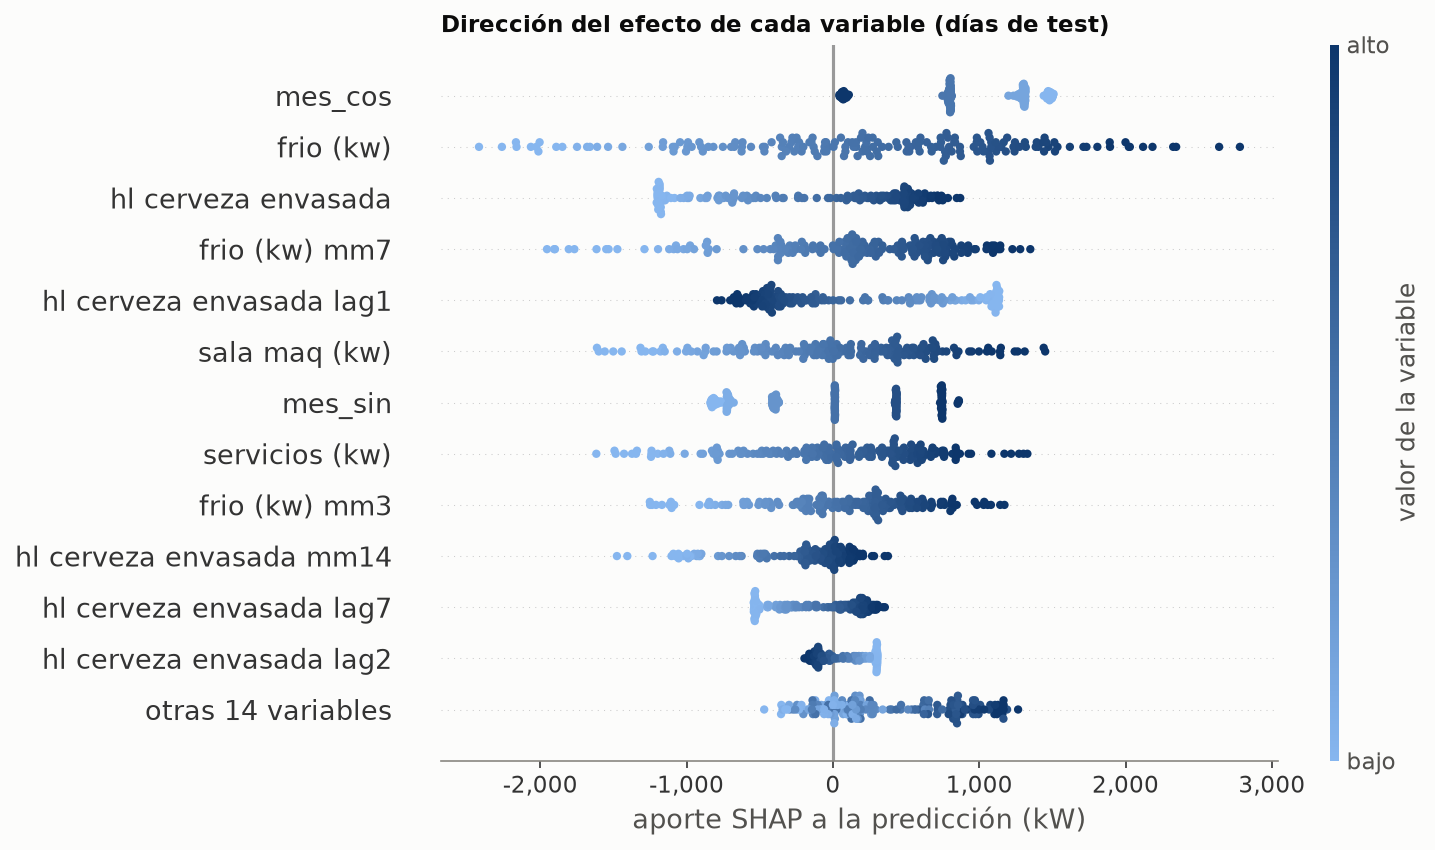 Dirección del efecto de cada variable (días de test)
alto
mes_cos
frio (kw)
hl cerveza envasada
frio (kw) mm7
hl cerveza envasada lag1
sala maq (kw)
mes_sin
servicios (kw)
frio (kw) mm3
hl cerveza envasada mm14
hl cerveza envasada lag7
hl cerveza envasada lag2
otras 14 variables
valor de la variable
bajo
-2,000 -1,000 0 1,000 2,000 3,000
aporte SHAP a la predicción (kW)